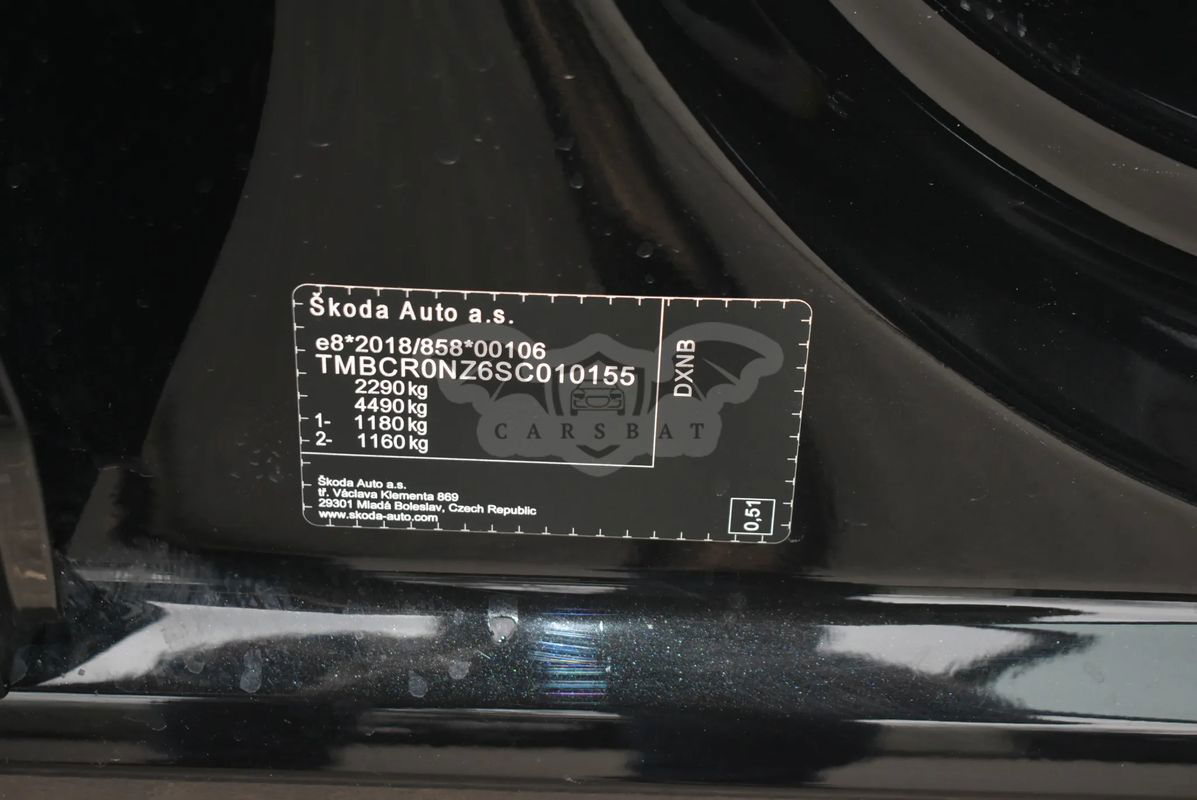 Škoda Auto a.s.
e8*2018/858*00106
TMBCR0NZ6SC010155
2290 kg
4490 kg
1- 1180 kg
2- 1160 kg
DXNB
CARSBAT
Škoda Auto a.s.
tř. Václava Klementa 869
29301 Mladá Boleslav, Czech Republic
www.skoda-auto.com
0,51